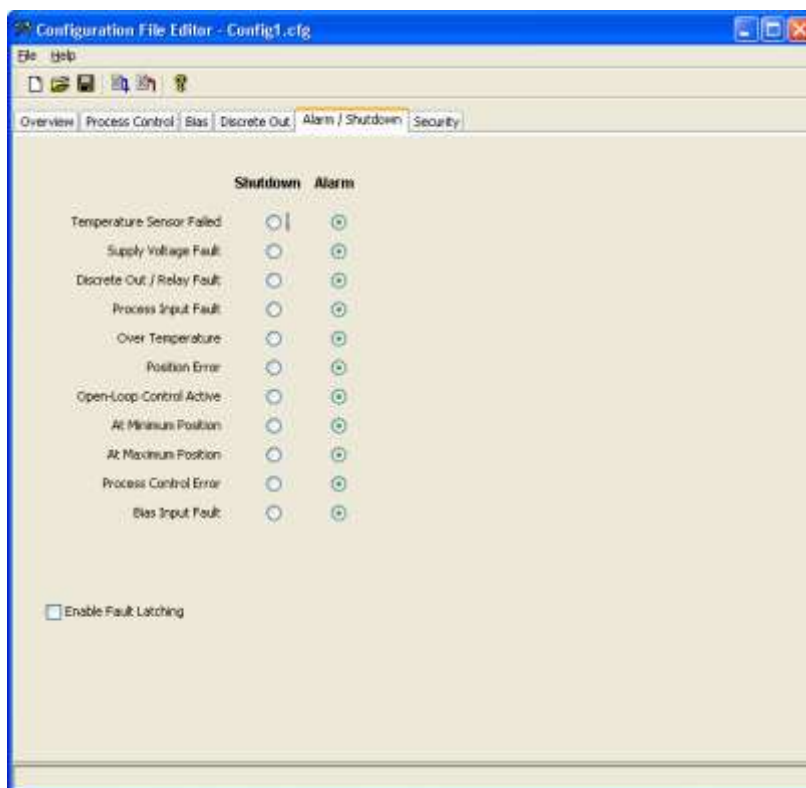 Configuration File Editor - Config1.cfg
File Help
Overview Process Control Bias Discrete Out Alarm / Shutdown Security
Shutdown Alarm
Temperature Sensor Failed
Supply Voltage Fault
Discrete Out / Relay Fault
Process Input Fault
Over Temperature
Position Error
Open-Loop Control Active
At Minimum Position
At Maximum Position
Process Control Error
Bias Input Fault
Enable Fault Latching